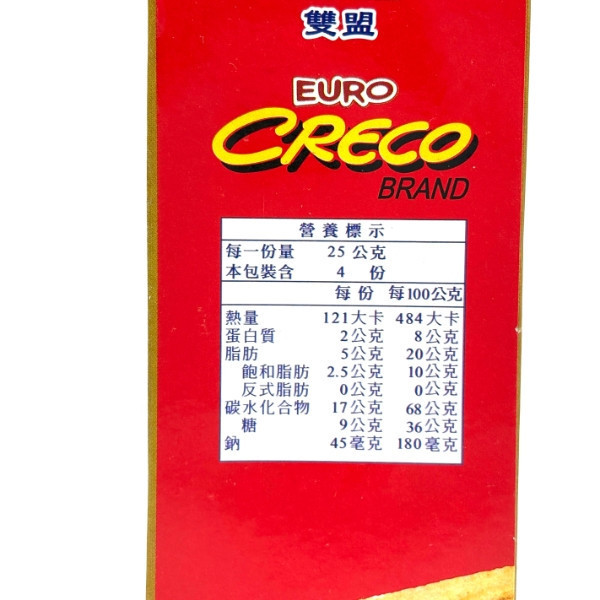 雙盟
EURO
CRECO
BRAND
營養標示
每一份量 25 公克
本包裝含 4 份
每份 每100公克
熱量 121大卡 484大卡
蛋白質 2公克 8公克
脂肪 5公克 20公克
飽和脂肪 2.5公克 10公克
反式脂肪 0公克 0公克
碳水化合物 17公克 68公克
糖 9公克 36公克
鈉 45毫克 180毫克